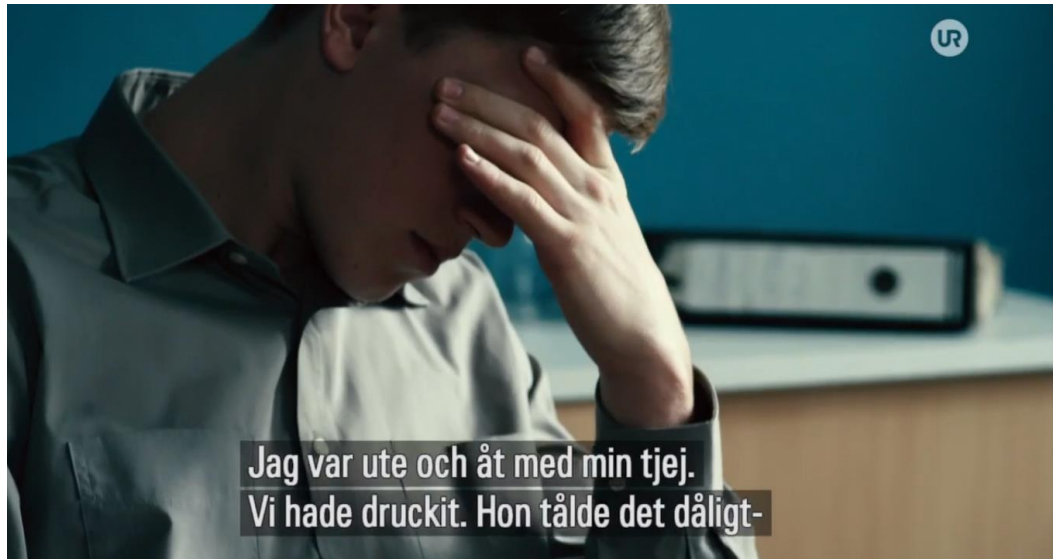 UR
Jag var ute och åt med min tjej.
Vi hade druckit. Hon tålde det dåligt-